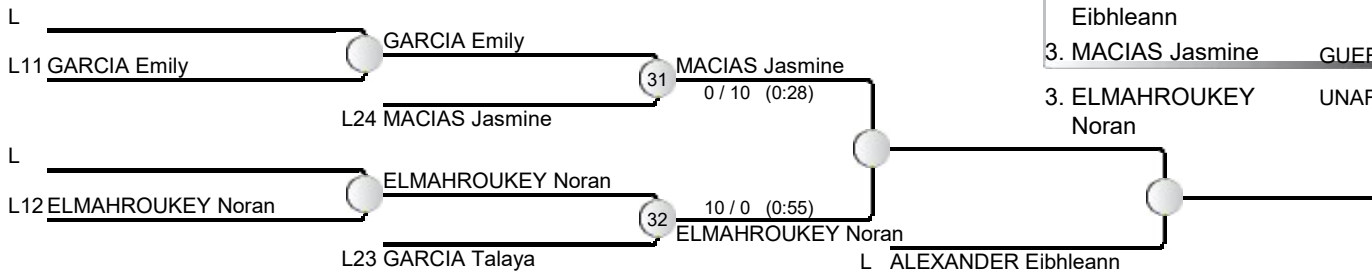 L
L11 GARCIA Emily
GARCIA Emily
L24 MACIAS Jasmine
31
MACIAS Jasmine
0 / 10 (0:28)
L
L12 ELMAHROUKEY Noran
ELMAHROUKEY Noran
L23 GARCIA Talaya
32
10 / 0 (0:55)
ELMAHROUKEY Noran
L ALEXANDER Eibhleann
Eibhleann
3. MACIAS Jasmine
3. ELMAHROUKEY
Noran